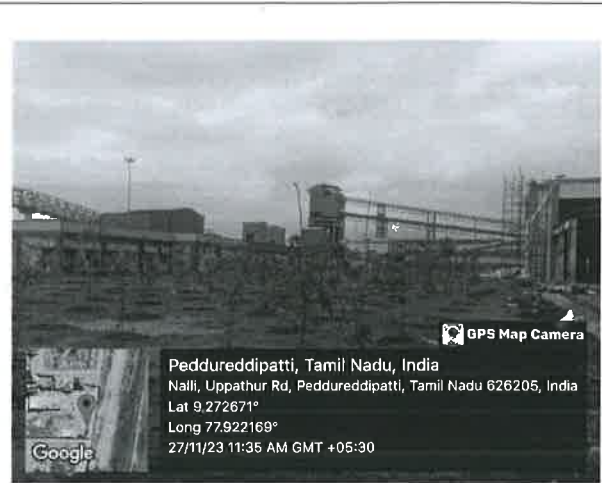 GPS Map Camera
Peddureddipatti, Tamil Nadu, India
Nalli, Uppathur Rd, Peddureddipatti, Tamil Nadu 626205, India
Lat 9.272671°
Long 77.922169°
27/11/23 11:35 AM GMT +05:30
Google